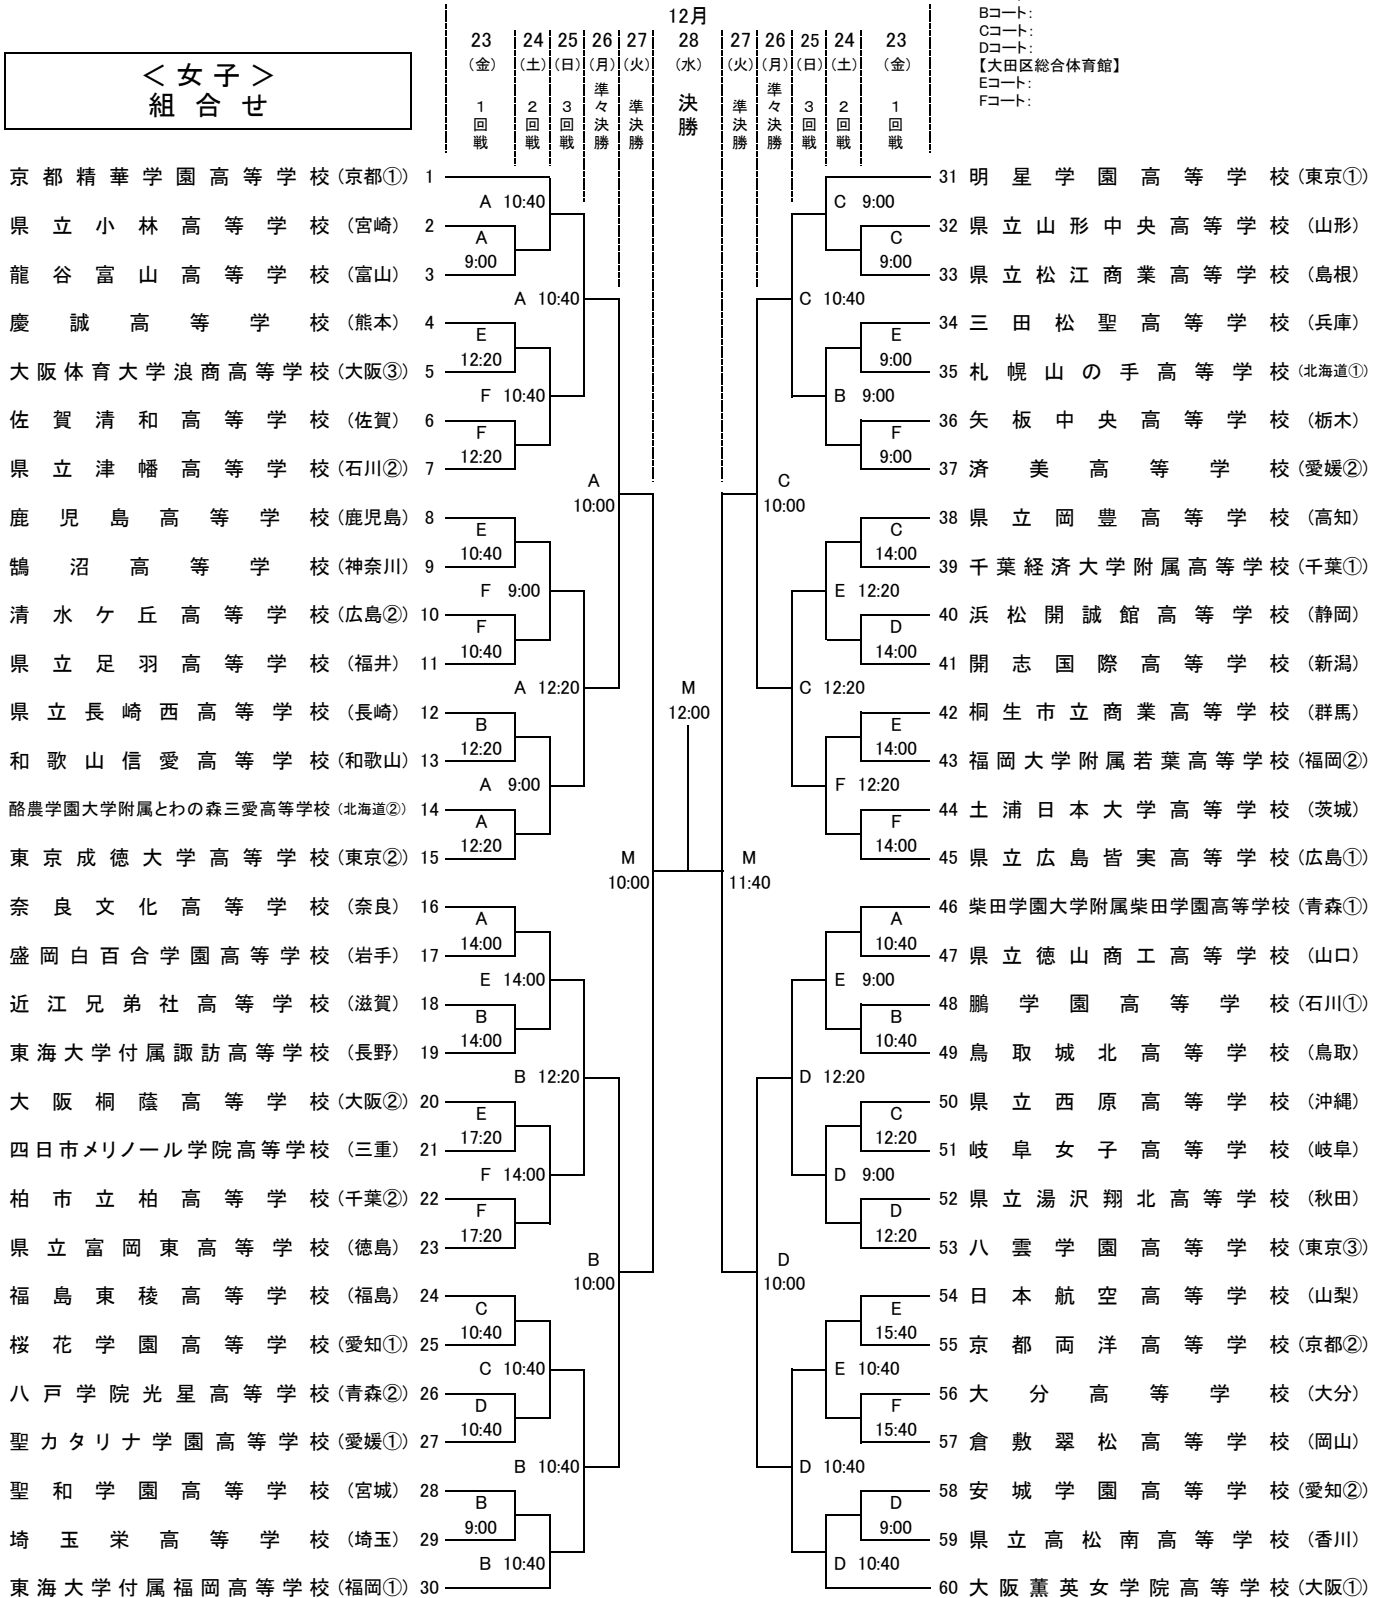 12月
Bコート：
Cコート：
Dコート：
【大田区総合体育館】
Eコート：
Fコート：
＜女子＞
組合せ
23 24 25 26 27 28 27 26 25 24 23
（金） （土） （日） （月） （火） （水） （火） （月） （日） （土） （金）
1回戦 2回戦 3回戦 準々決勝 準決勝 決勝 準決勝 準々決勝 3回戦 2回戦 1回戦
京都精華学園高等学校（京都①） 1
県立小林高等学校（宮崎） 2
龍谷富山高等学校（富山） 3
慶誠高等学校（熊本） 4
大阪体育大学浪商高等学校（大阪③） 5
佐賀清和高等学校（佐賀） 6
県立津幡高等学校（石川②） 7
鹿児島高等学校（鹿児島） 8
鵠沼高等学校（神奈川） 9
清水ケ丘高等学校（広島②） 10
県立足羽高等学校（福井） 11
県立長崎西高等学校（長崎） 12
和歌山信愛高等学校（和歌山） 13
酪農学園大学附属とわの森三愛高等学校（北海道②） 14
東京成徳大学高等学校（東京②） 15
奈良文化高等学校（奈良） 16
盛岡白百合学園高等学校（岩手） 17
近江兄弟社高等学校（滋賀） 18
東海大学付属諏訪高等学校（長野） 19
大阪桐蔭高等学校（大阪②） 20
四日市メリノール学院高等学校（三重） 21
柏市立柏高等学校（千葉②） 22
県立富岡東高等学校（徳島） 23
福島東稜高等学校（福島） 24
桜花学園高等学校（愛知①） 25
八戸学院光星高等学校（青森②） 26
聖カタリナ学園高等学校（愛媛①） 27
聖和学園高等学校（宮城） 28
埼玉栄高等学校（埼玉） 29
東海大学付属福岡高等学校（福岡①） 30
A 10:40
A
9:00
A 10:40
E
12:20
F 10:40
F
12:20
A
10:00
E
10:40
F 9:00
F
10:40
A 12:20
B
12:20
A 9:00
A
12:20
M
10:00
A
14:00
E 14:00
B
14:00
B 12:20
E
17:20
F 14:00
F
17:20
B
10:00
C
10:40
C 10:40
D
10:40
B 10:40
B
9:00
B 10:40
M
12:00
M
11:40
C 9:00
C
9:00
C 10:40
E
9:00
B 9:00
F
9:00
C
10:00
C
14:00
E 12:20
D
14:00
C 12:20
E
14:00
F 12:20
F
14:00
A
10:40
E 9:00
B
10:40
D 12:20
C
12:20
D 9:00
D
12:20
D
10:00
E
15:40
E 10:40
F
15:40
D 10:40
D
9:00
D 10:40
31 明星学園高等学校（東京①）
32 県立山形中央高等学校（山形）
33 県立松江商業高等学校（島根）
34 三田松聖高等学校（兵庫）
35 札幌山の手高等学校（北海道①）
36 矢板中央高等学校（栃木）
37 済美高等学校（愛媛②）
38 県立岡豊高等学校（高知）
39 千葉経済大学附属高等学校（千葉①）
40 浜松開誠館高等学校（静岡）
41 開志国際高等学校（新潟）
42 桐生市立商業高等学校（群馬）
43 福岡大学附属若葉高等学校（福岡②）
44 土浦日本大学高等学校（茨城）
45 県立広島皆実高等学校（広島①）
46 柴田学園大学附属柴田学園高等学校（青森①）
47 県立徳山商工高等学校（山口）
48 鵬学園高等学校（石川①）
49 鳥取城北高等学校（鳥取）
50 県立西原高等学校（沖縄）
51 岐阜女子高等学校（岐阜）
52 県立湯沢翔北高等学校（秋田）
53 八雲学園高等学校（東京③）
54 日本航空高等学校（山梨）
55 京都両洋高等学校（京都②）
56 大分高等学校（大分）
57 倉敷翠松高等学校（岡山）
58 安城学園高等学校（愛知②）
59 県立高松南高等学校（香川）
60 大阪薫英女学院高等学校（大阪①）